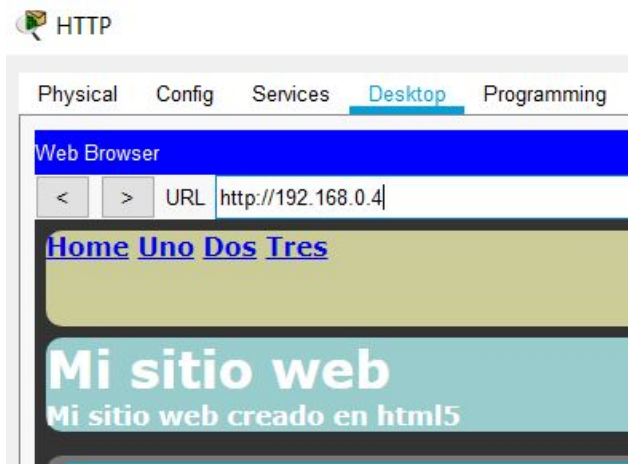 HTTP
Physical Config Services Desktop Programming
Web Browser
< > URL http://192.168.0.4
Home Uno Dos Tres
Mi sitio web
Mi sitio web creado en html5